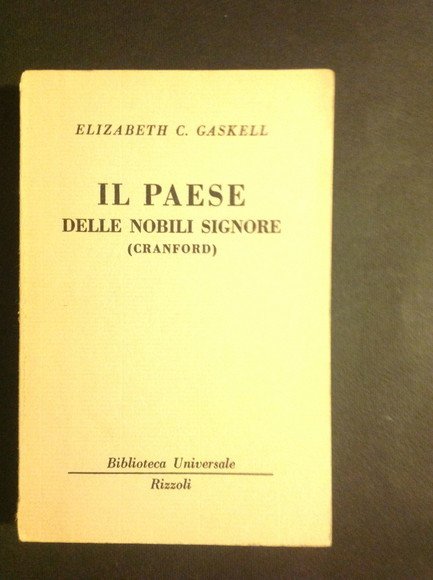 ELIZABETH C. GASKELL
IL PAESE
DELLE NOBILI SIGNORE
(CRANFORD)
Biblioteca Universale
Rizzoli